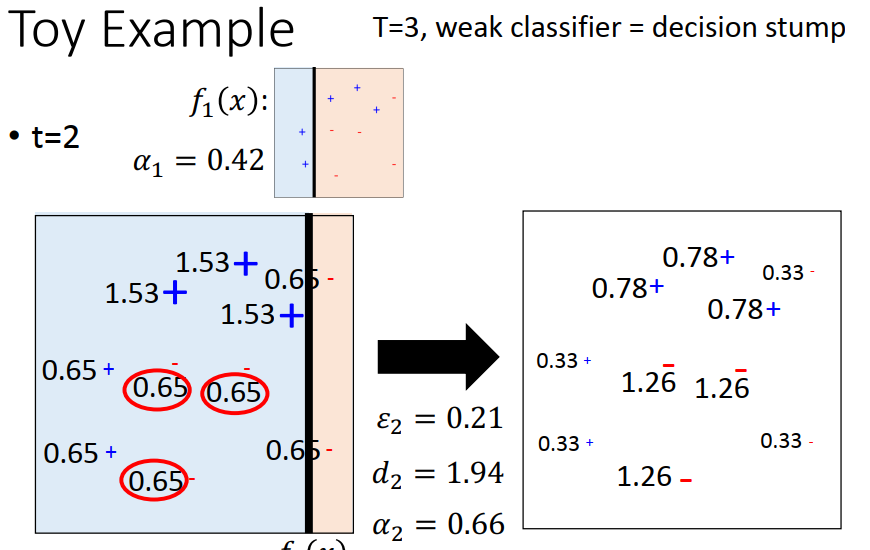 Toy Example
T=3, weak classifier = decision stump
• t=2
f₁(x):
α₁ = 0.42
1.53 +
1.53 +
0.65 -
1.53 +
0.65 +
0.65 -
0.65 -
0.65 +
0.65 -
0.65 -
ε₂ = 0.21
d₂ = 1.94
α₂ = 0.66
0.78 +
0.78 +
0.33 -
0.78 +
0.33 +
1.26 -
1.26 -
0.33 +
0.33 -
1.26 -